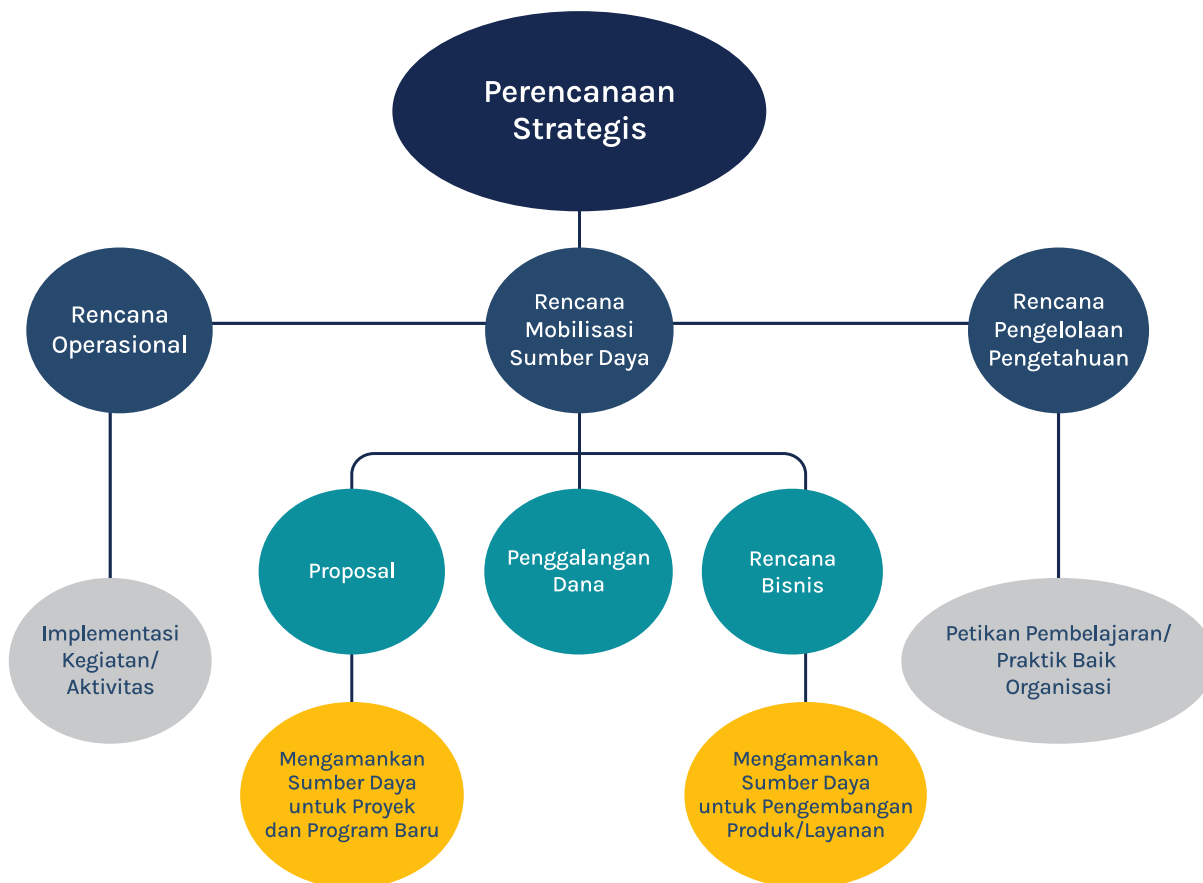 Perencanaan
Strategis
Rencana
Operasional
Rencana
Mobilisasi
Sumber Daya
Rencana
Pengelolaan
Pengetahuan
Proposal
Penggalangan
Dana
Rencana
Bisnis
Implementasi
Kegiatan/
Aktivitas
Petikan Pembelajaran/
Praktik Baik
Organisasi
Mengamankan
Sumber Daya
untuk Proyek
dan Program Baru
Mengamankan
Sumber Daya
untuk Pengembangan
Produk/Layanan